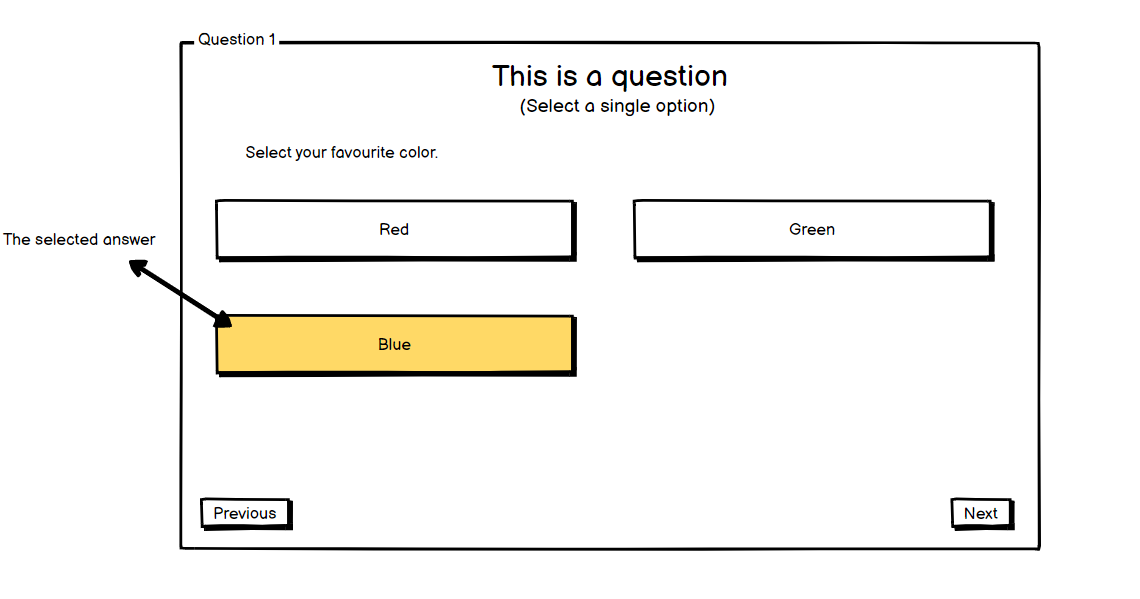 Question 1
This is a question
(Select a single option)
Select your favourite color.
Red
Green
The selected answer
Blue
Previous
Next